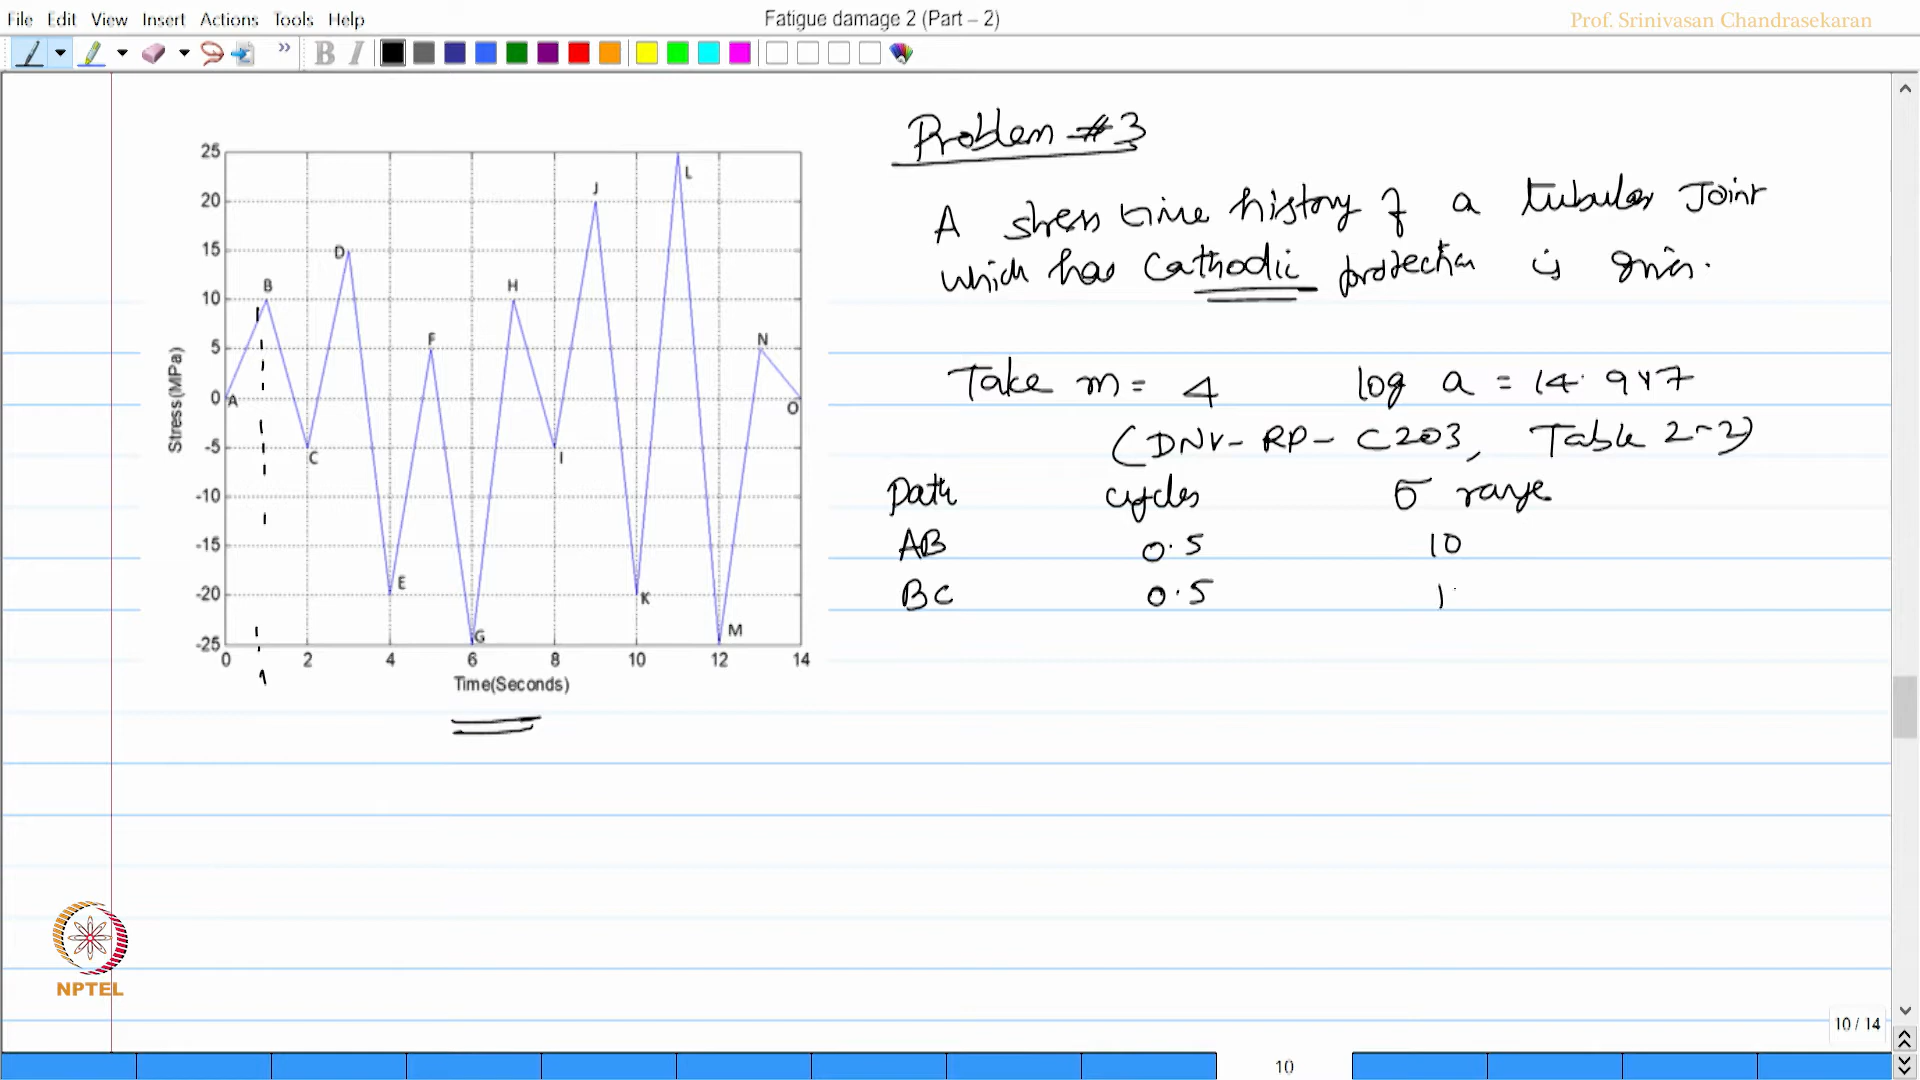 File Edit View Insert Actions Tools Help
Fatigue damage 2 (Part – 2)
Prof. Srinivasan Chandrasekaran
B I
25
20
15
10
5
0
-5
-10
-15
-20
-25
0 2 4 6 8 10 12 14
Stress(MPa)
Time(Seconds)
A B C D E F G H I J K L M N O
1
Problem #3
A stress time history of a tubular joint
which has cathodic protection is given.
Take m = 4 log a = 14.947
(DNV-RP-C203, Table 2-2)
Path cycles σ range
AB 0.5 10
BC 0.5 1
NPTEL
10 / 14
10